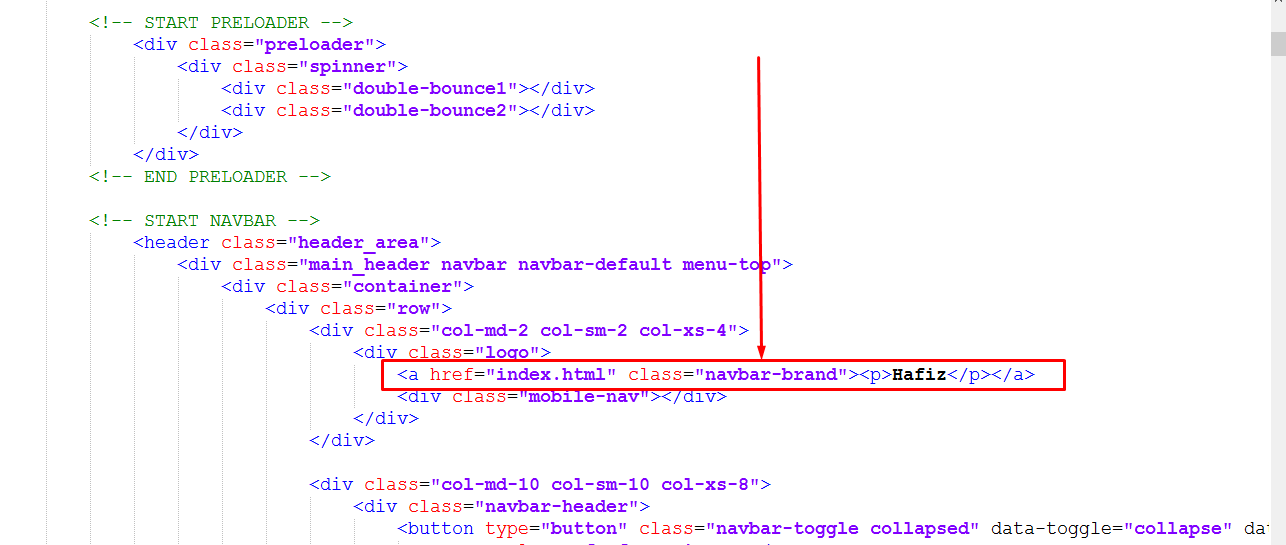 <!-- START PRELOADER -->
<div class="preloader">
<div class="spinner">
<div class="double-bounce1"></div>
<div class="double-bounce2"></div>
</div>
</div>
<!-- END PRELOADER -->
<!-- START NAVBAR -->
<header class="header_area">
<div class="main_header navbar navbar-default menu-top">
<div class="container">
<div class="row">
<div class="col-md-2 col-sm-2 col-xs-4">
<div class="logo">
<a href="index.html" class="navbar-brand"><p>Hafiz</p></a>
<div class="mobile-nav"></div>
</div>
</div>
<div class="col-md-10 col-sm-10 col-xs-8">
<div class="navbar-header">
<button type="button" class="navbar-toggle collapsed" data-toggle="collapse" da